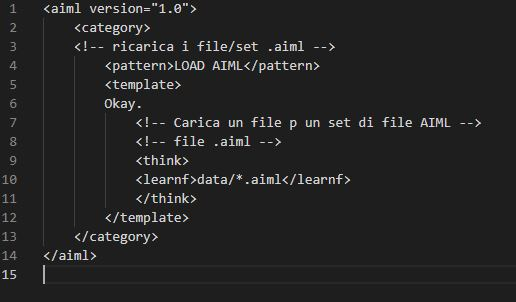 1 <aiml version="1.0">
2 <category>
3 <!-- ricarica i file/set .aiml -->
4 <pattern>LOAD AIML</pattern>
5 <template>
6 Okay.
7 <!-- Carica un file p un set di file AIML -->
8 <!-- file .aiml -->
9 <think>
10 <learnf>data/*.aiml</learnf>
11 </think>
12 </template>
13 </category>
14 </aiml>
15